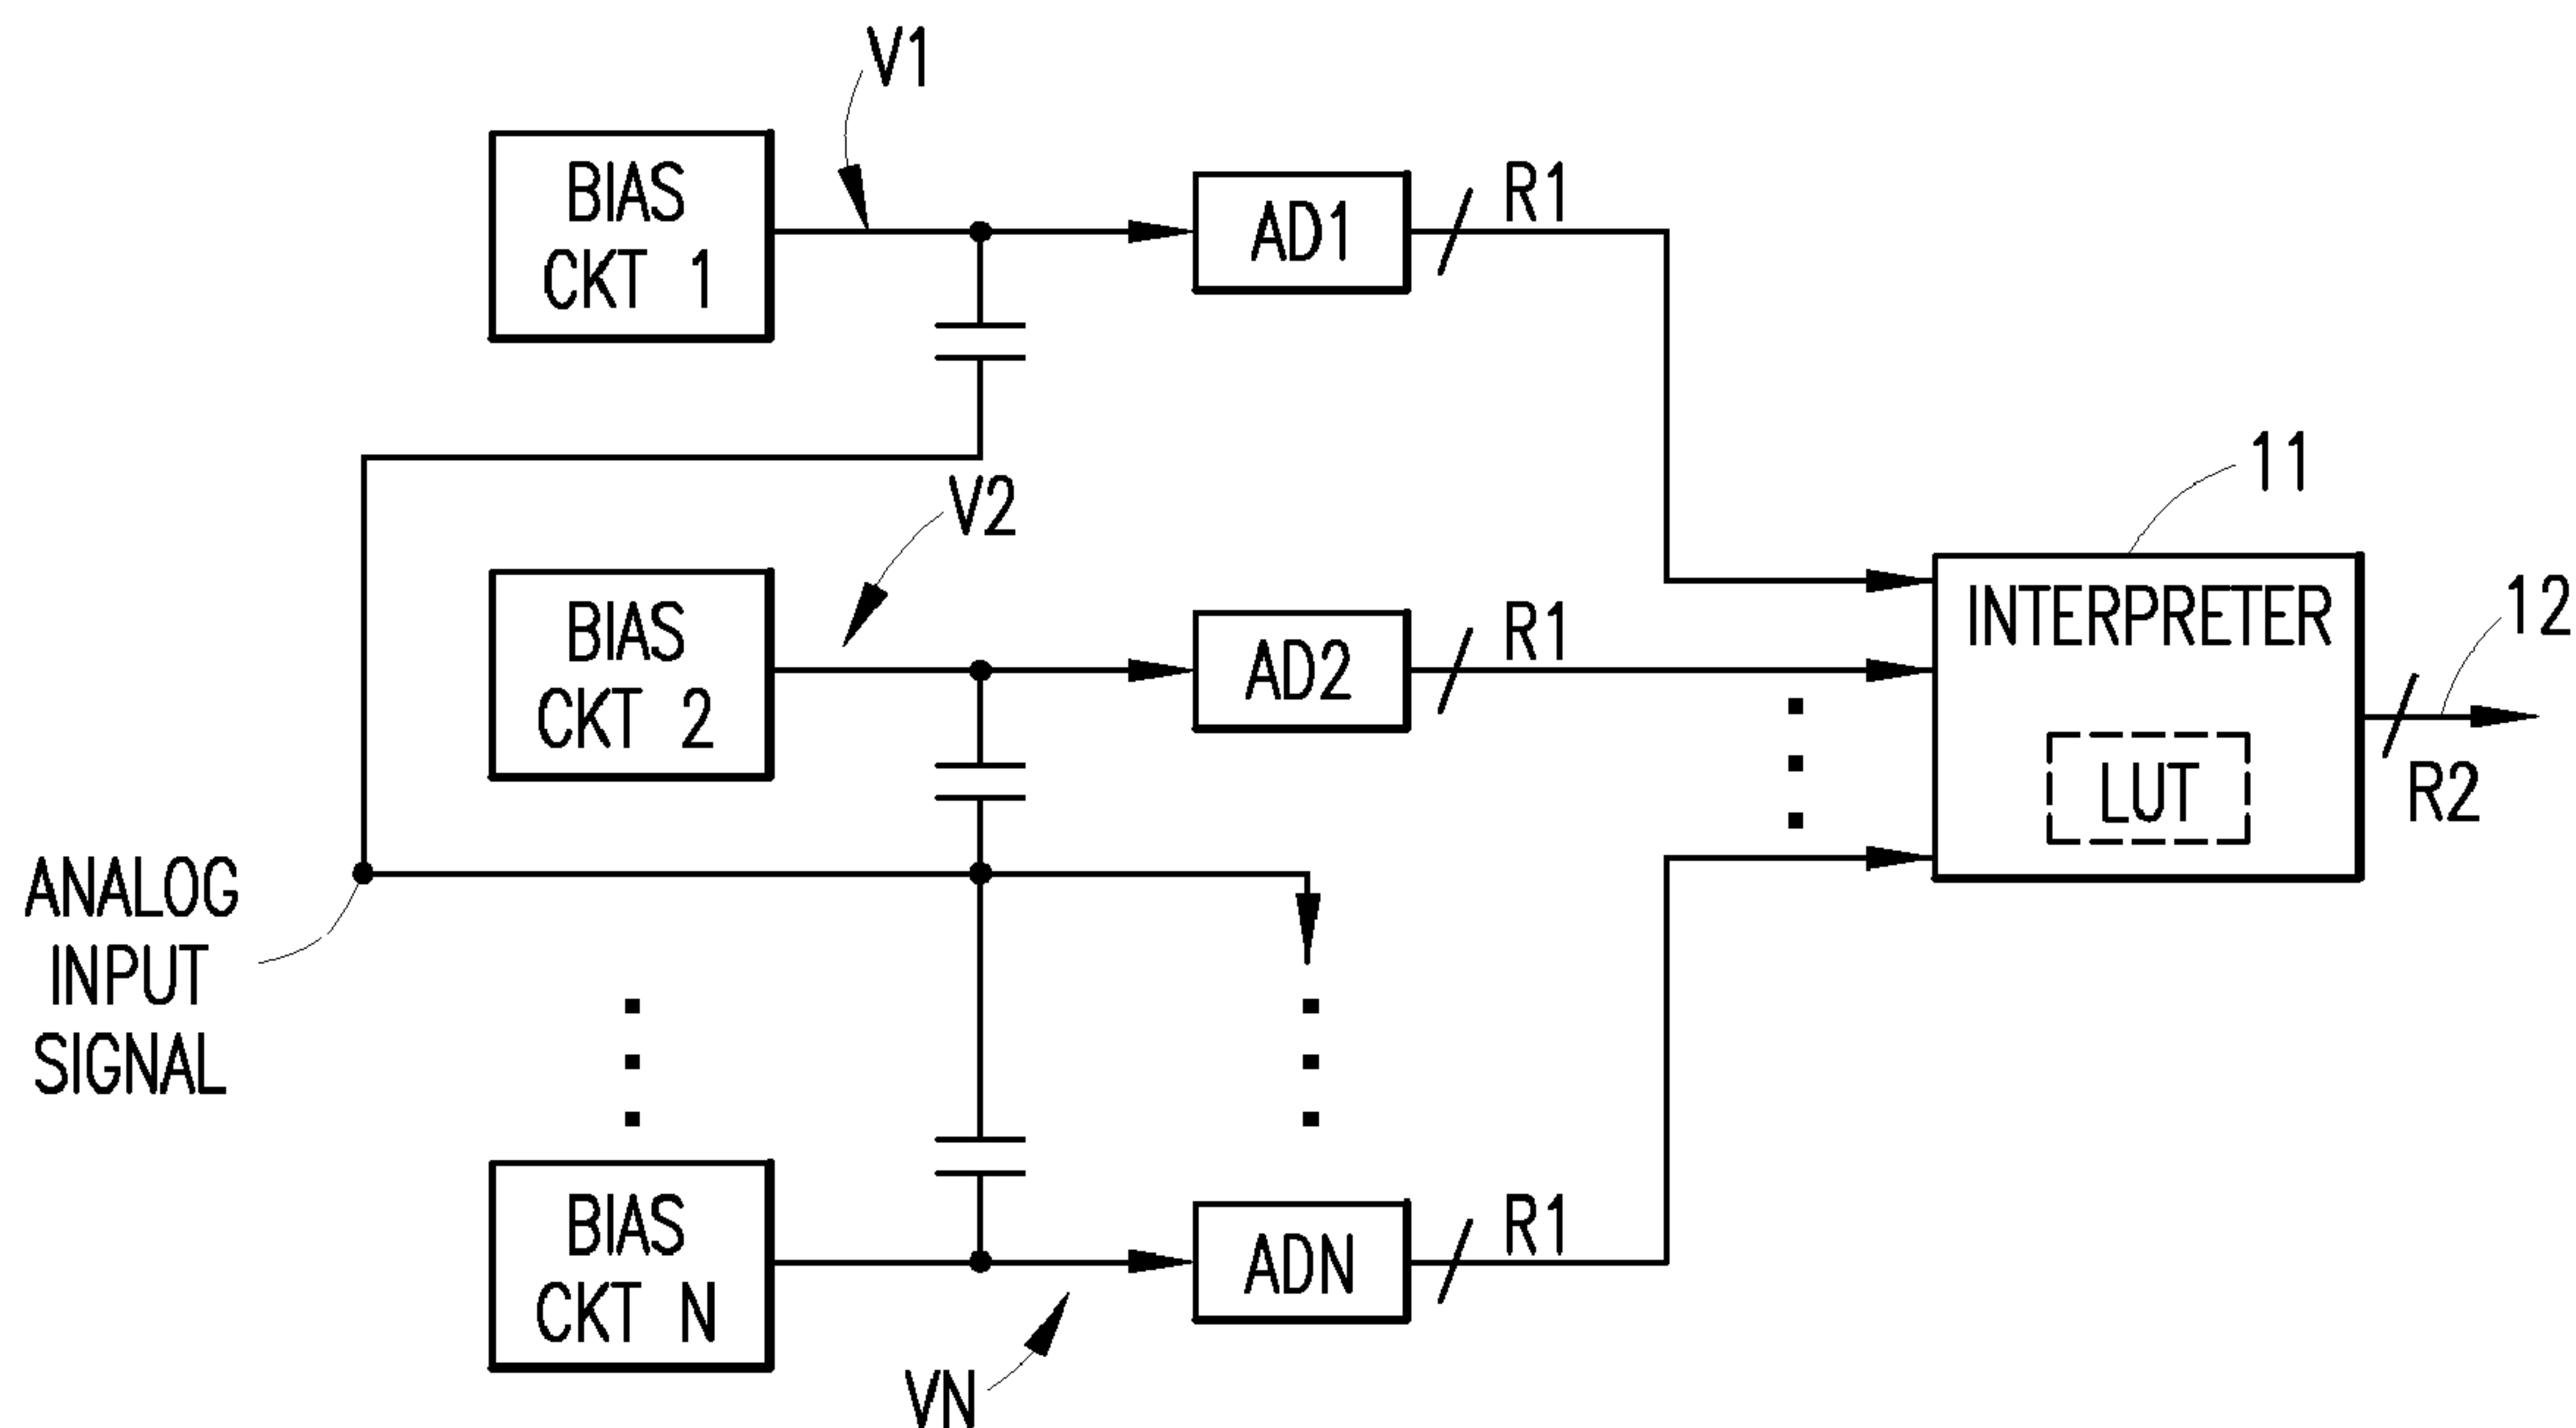 V1
BIAS
CKT 1
AD1
R1
V2
BIAS
CKT 2
AD2
R1
11
INTERPRETER
LUT
12
R2
ANALOG
INPUT
SIGNAL
BIAS
CKT N
ADN
R1
VN